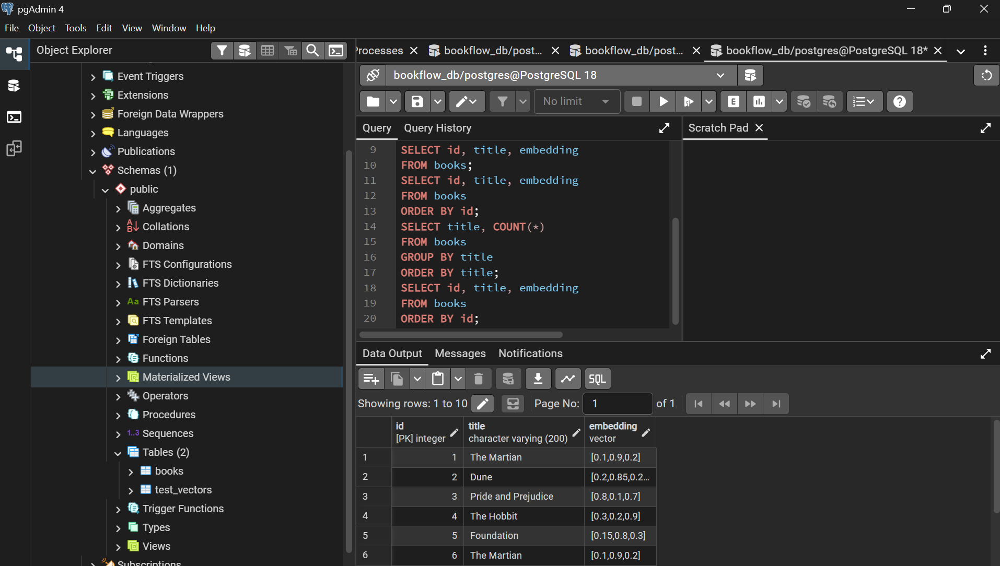 pgAdmin 4
File Object Tools Edit View Window Help
Object Explorer
Event Triggers
Extensions
Foreign Data Wrappers
Languages
Publications
Schemas (1)
public
Aggregates
Collations
Domains
FTS Configurations
FTS Dictionaries
FTS Parsers
FTS Templates
Foreign Tables
Functions
Materialized Views
Operators
Procedures
1..3 Sequences
Tables (2)
books
test_vectors
Trigger Functions
Types
Views
Subscriptions
rocesses bookflow_db/post... bookflow_db/post... bookflow_db/postgres@PostgreSQL 18*
bookflow_db/postgres@PostgreSQL 18
No limit
Query Query History
9 SELECT id, title, embedding
10 FROM books;
11 SELECT id, title, embedding
12 FROM books
13 ORDER BY id;
14 SELECT title, COUNT(*)
15 FROM books
16 GROUP BY title
17 ORDER BY title;
18 SELECT id, title, embedding
19 FROM books
20 ORDER BY id;
Scratch Pad
Data Output Messages Notifications
SQL
Showing rows: 1 to 10 Page No: 1 of 1
id title embedding
[PK] integer character varying (200) vector
1 1 The Martian [0.1,0.9,0.2]
2 2 Dune [0.2,0.85,0.2...
3 3 Pride and Prejudice [0.8,0.1,0.7]
4 4 The Hobbit [0.3,0.2,0.9]
5 5 Foundation [0.15,0.8,0.3]
6 6 The Martian [0.1,0.9,0.2]